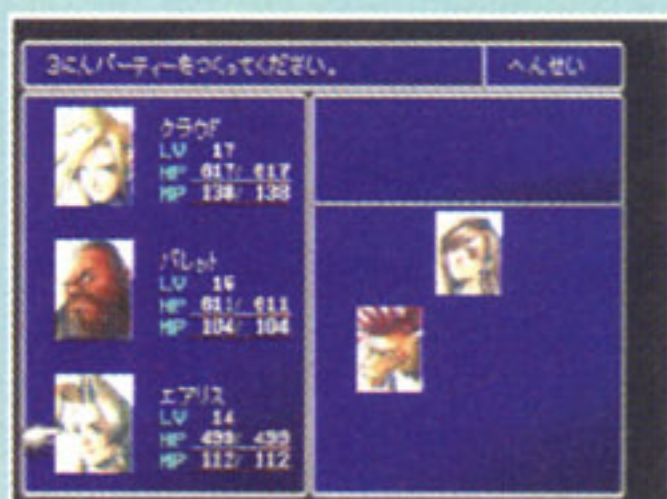 3にんパーティーをつくってください。
へんせい
クラウド
LV 17
HP 617/ 617
MP 138/ 138
バレット
LV 15
HP 611/ 611
MP 104/ 104
エアリス
LV 14
HP 499/ 499
MP 112/ 112